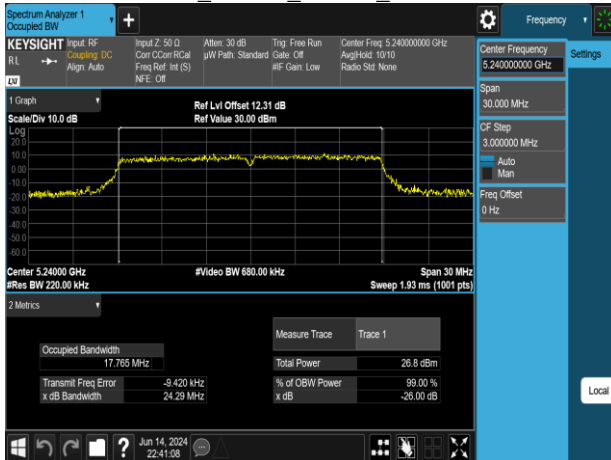 Spectrum Analyzer 1
Occupied BW
Frequency
KEYSIGHT Input: RF
RL
Coupling: DC
Align: Auto
Input Z: 50 Ω
Corr CCorr RCal
Freq Ref: Int (S)
NFE: Off
Atten: 30 dB
µW Path: Standard
Trig: Free Run
Gate: Off
#IF Gain: Low
Center Freq: 5.240000000 GHz
Avg|Hold: 10/10
Radio Std: None
LXI
Center Frequency
5.240000000 GHz
Settings
Span
30.000 MHz
CF Step
3.000000 MHz
Auto
Man
Freq Offset
0 Hz
Local
1 Graph
Scale/Div 10.0 dB
Ref Lvl Offset 12.31 dB
Ref Value 30.00 dBm
Log
20.0
10.0
0.00
-10.0
-20.0
-30.0
-40.0
-50.0
-60.0
Center 5.24000 GHz
#Res BW 220.00 kHz
#Video BW 680.00 kHz
Span 30 MHz
Sweep 1.93 ms (1001 pts)
2 Metrics
Measure Trace Trace 1
Occupied Bandwidth
17.765 MHz
Total Power 26.8 dBm
Transmit Freq Error -9.420 kHz
% of OBW Power 99.00 %
x dB Bandwidth 24.29 MHz
x dB -26.00 dB
Jun 14, 2024
22:41:08